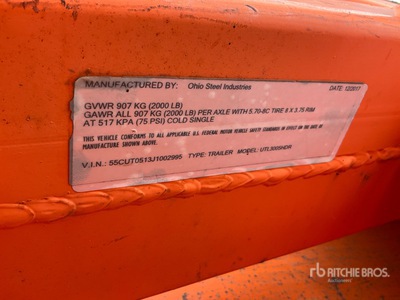 MANUFACTURED BY: Ohio Steel Industries DATE: 12/2017
GVWR 907 KG (2000 LB)
GAWR ALL 907 KG (2000 LB) PER AXLE WITH 5.70-8C TIRE 8 X 3.75 RIM
AT 517 KPA (75 PSI) COLD SINGLE
THIS VEHICLE CONFORMS TO ALL APPLICABLE U.S. FEDERAL MOTOR VEHICLE SAFETY STANDARDS IN EFFECT ON THE DATE OF
MANUFACTURE SHOWN ABOVE.
V.I.N.: 55CUT0513J1002995 TYPE: TRAILER MODEL: UTL500SHDR
rb RITCHIE BROS.
Auctioneers